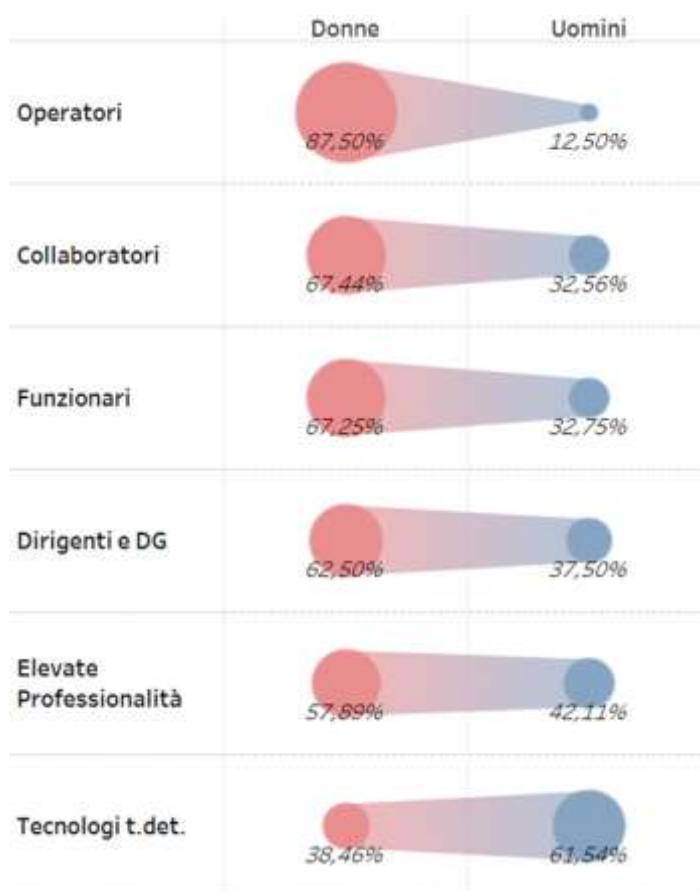 Donne Uomini
Operatori 87,50% 12,50%
Collaboratori 67,44% 32,56%
Funzionari 67,25% 32,75%
Dirigenti e DG 62,50% 37,50%
Elevate
Professionalità 57,89% 42,11%
Tecnologi t.det. 38,46% 61,54%